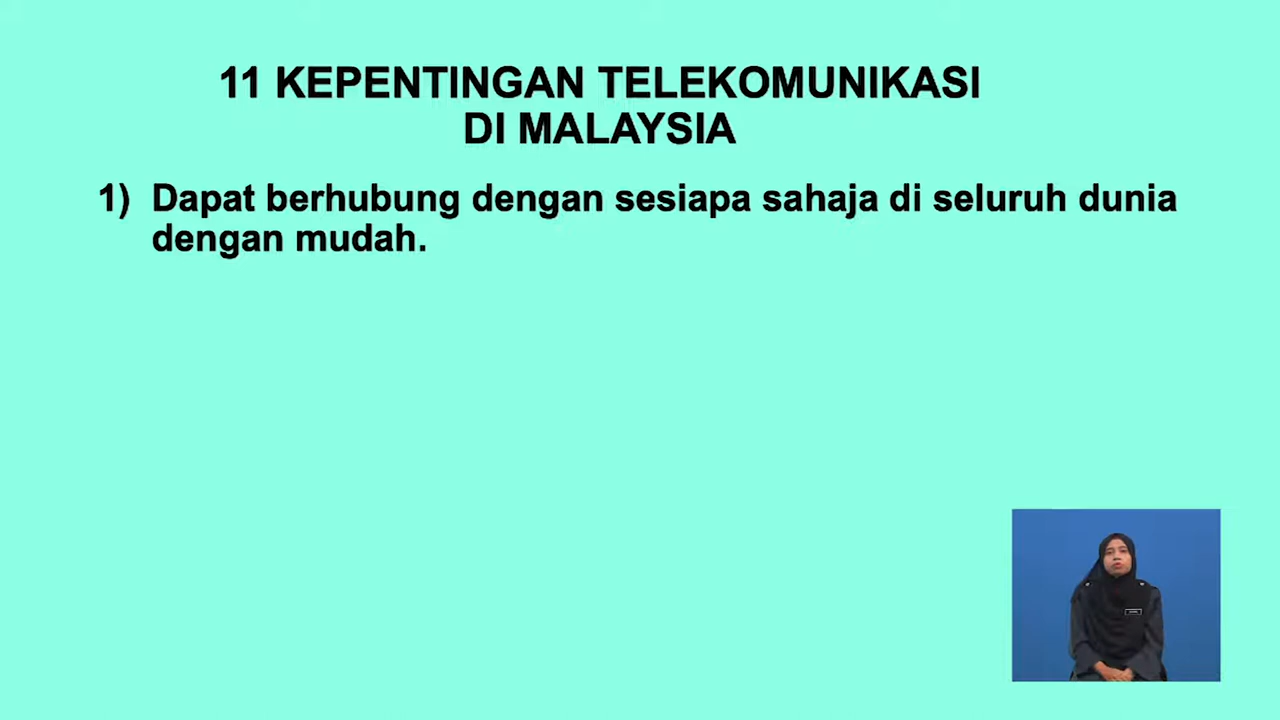 11 KEPENTINGAN TELEKOMUNIKASI
DI MALAYSIA
1) Dapat berhubung dengan sesiapa sahaja di seluruh dunia
dengan mudah.